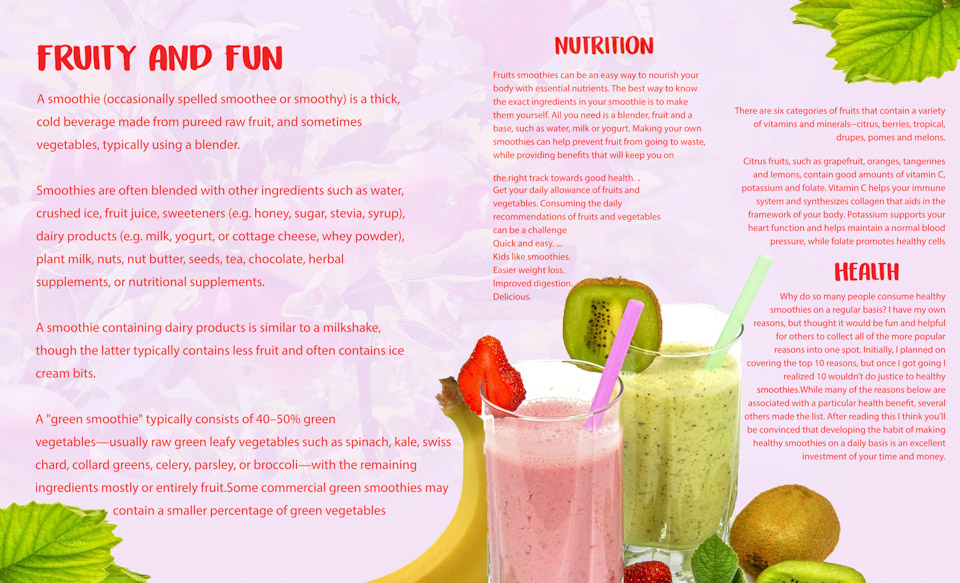 FRUITY AND FUN
A smoothie (occasionally spelled smoothee or smoothy) is a thick,
cold beverage made from pureed raw fruit, and sometimes
vegetables, typically using a blender.
Smoothies are often blended with other ingredients such as water,
crushed ice, fruit juice, sweeteners (e.g. honey, sugar, stevia, syrup),
dairy products (e.g. milk, yogurt, or cottage cheese, whey powder),
plant milk, nuts, nut butter, seeds, tea, chocolate, herbal
supplements, or nutritional supplements.
A smoothie containing dairy products is similar to a milkshake,
though the latter typically contains less fruit and often contains ice
cream bits.
A "green smoothie" typically consists of 40–50% green
vegetables—usually raw green leafy vegetables such as spinach, kale, swiss
chard, collard greens, celery, parsley, or broccoli—with the remaining
ingredients mostly or entirely fruit.Some commercial green smoothies may
contain a smaller percentage of green vegetables
NUTRITION
Fruits smoothies can be an easy way to nourish your
body with essential nutrients. The best way to know
the exact ingredients in your smoothie is to make
them yourself. All you need is a blender, fruit and a
base, such as water, milk or yogurt. Making your own
smoothies can help prevent fruit from going to waste,
while providing benefits that will keep you on
the.right track towards good health. .
Get your daily allowance of fruits and
vegetables. Consuming the daily
recommendations of fruits and vegetables
can be a challenge
Quick and easy. ...
Kids like smoothies.
Easier weight loss.
Improved digestion.
Delicious.
There are six categories of fruits that contain a variety
of vitamins and minerals--citrus, berries, tropical,
drupes, pomes and melons.
Citrus fruits, such as grapefruit, oranges, tangerines
and lemons, contain good amounts of vitamin C,
potassium and folate. Vitamin C helps your immune
system and synthesizes collagen that aids in the
framework of your body. Potassium supports your
heart function and helps maintain a normal blood
pressure, while folate promotes healthy cells
HEALTH
Why do so many people consume healthy
smoothies on a regular basis? I have my own
reasons, but thought it would be fun and helpful
for others to collect all of the more popular
reasons into one spot. Initially, I planned on
covering the top 10 reasons, but once i got going I
realized 10 wouldn't do justice to healthy
smoothies.While many of the reasons below are
associated with a particular health benefit, several
others made the list. After reading this I think you'll
be convinced that developing the habit of making
healthy smoothies on a daily basis is an excellent
investment of your time and money.